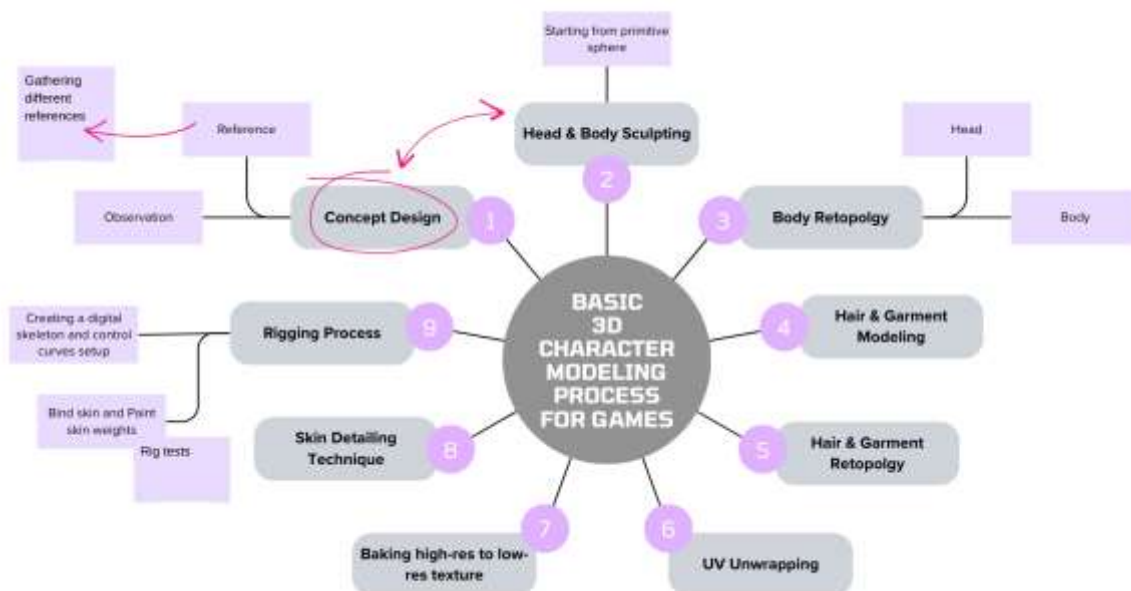 Starting from primitive
sphere
Gathering
different
references
Reference
Head & Body Sculpting
Head
2
Observation
Concept Design
1
3
Body Retopolgy
Body
BASIC
3D
CHARACTER
MODELING
PROCESS
FOR GAMES
Creating a digital
skeleton and control
curves setup
Rigging Process
9
4
Hair & Garment
Modeling
Bind skin and Paint
skin weights
Rig tests
Skin Detailing
Technique
8
5
Hair & Garment
Retopolgy
Baking high-res to low-
res texture
7
6
UV Unwrapping